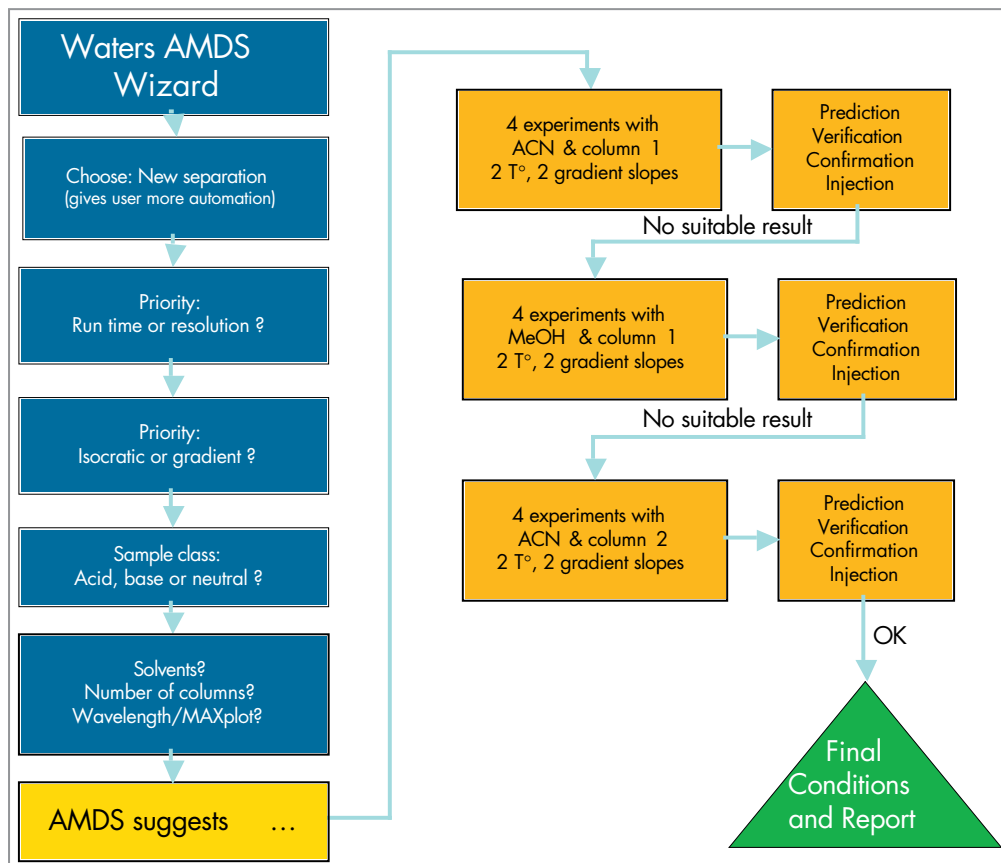 Waters AMDS
Wizard
Choose: New separation
(gives user more automation)
Priority:
Run time or resolution ?
Priority:
Isocratic or gradient ?
Sample class:
Acid, base or neutral ?
Solvents?
Number of columns?
Wavelength/MAXplot?
AMDS suggests ...
4 experiments with
ACN & column 1
2 T°, 2 gradient slopes
Prediction
Verification
Confirmation
Injection
No suitable result
4 experiments with
MeOH & column 1
2 T°, 2 gradient slopes
Prediction
Verification
Confirmation
Injection
No suitable result
4 experiments with
ACN & column 2
2 T°, 2 gradient slopes
Prediction
Verification
Confirmation
Injection
OK
Final
Conditions
and Report